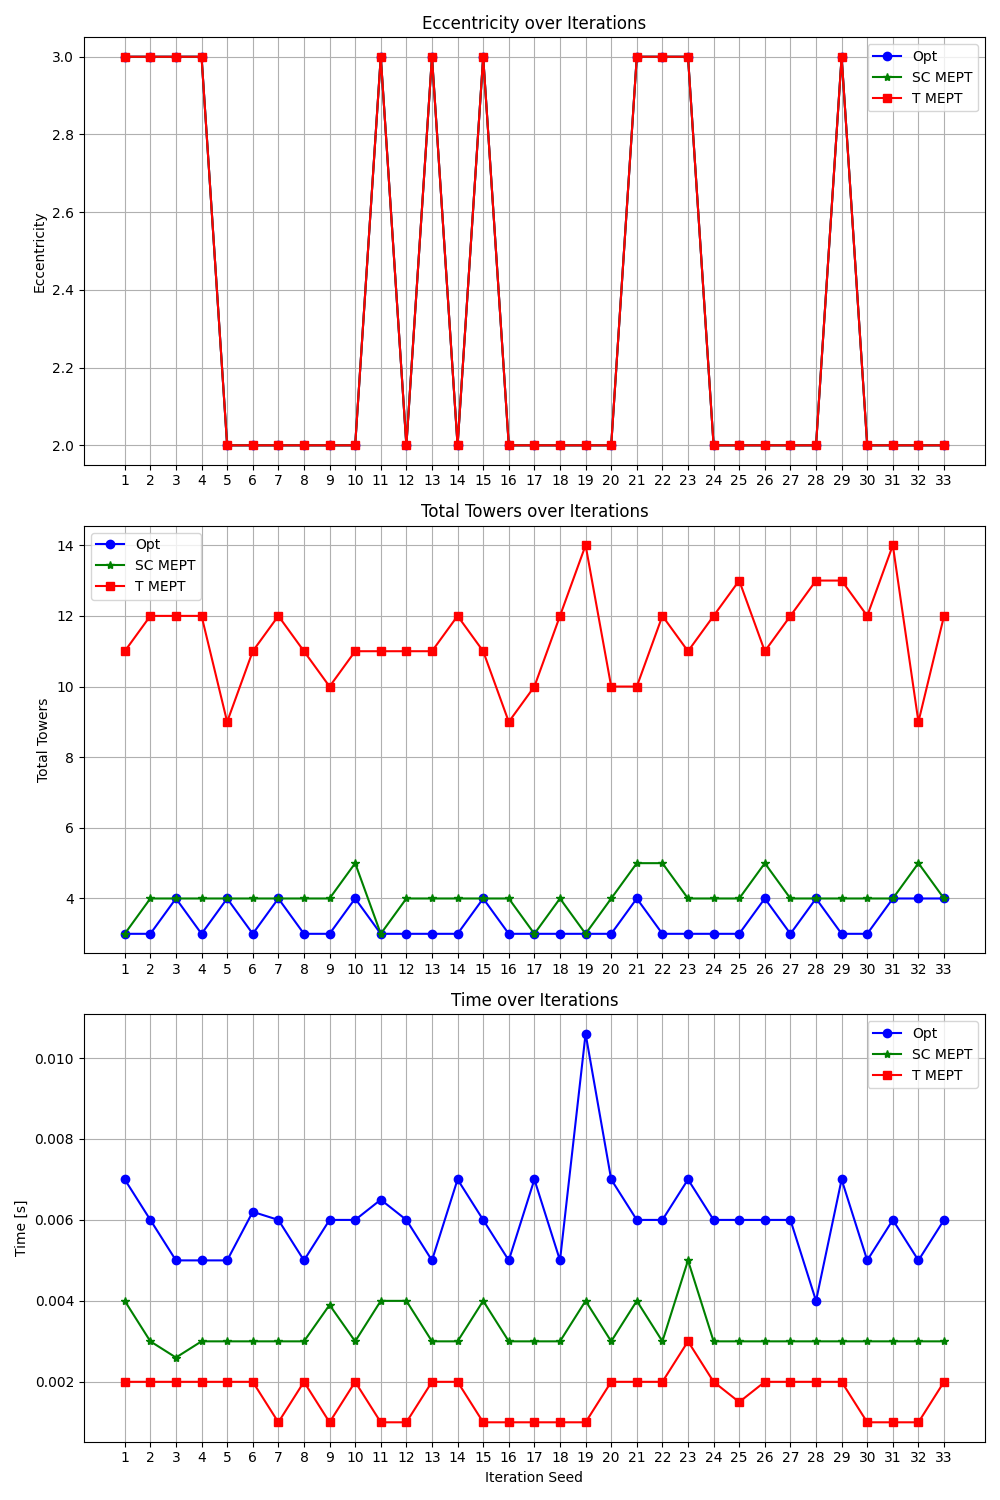 Eccentricity over Iterations
3.0
2.8
2.6
2.4
2.2
2.0
Eccentricity
Opt
SC MEPT
T MEPT
1 2 3 4 5 6 7 8 9 10 11 12 13 14 15 16 17 18 19 20 21 22 23 24 25 26 27 28 29 30 31 32 33
Total Towers over Iterations
14
12
10
8
6
4
Total Towers
Opt
SC MEPT
T MEPT
1 2 3 4 5 6 7 8 9 10 11 12 13 14 15 16 17 18 19 20 21 22 23 24 25 26 27 28 29 30 31 32 33
Time over Iterations
0.010
0.008
0.006
0.004
0.002
Time [s]
Opt
SC MEPT
T MEPT
1 2 3 4 5 6 7 8 9 10 11 12 13 14 15 16 17 18 19 20 21 22 23 24 25 26 27 28 29 30 31 32 33
Iteration Seed